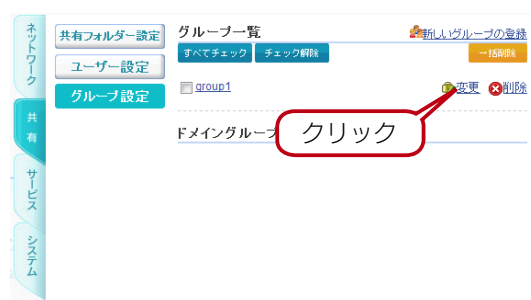 ネットワーク
共有
サービス
システム
共有フォルダー設定
ユーザー設定
グループ設定
グループ一覧
新しいグループの登録
すべてチェック チェック解除 一括削除
group1 変更 削除
ドメイングループ
クリック